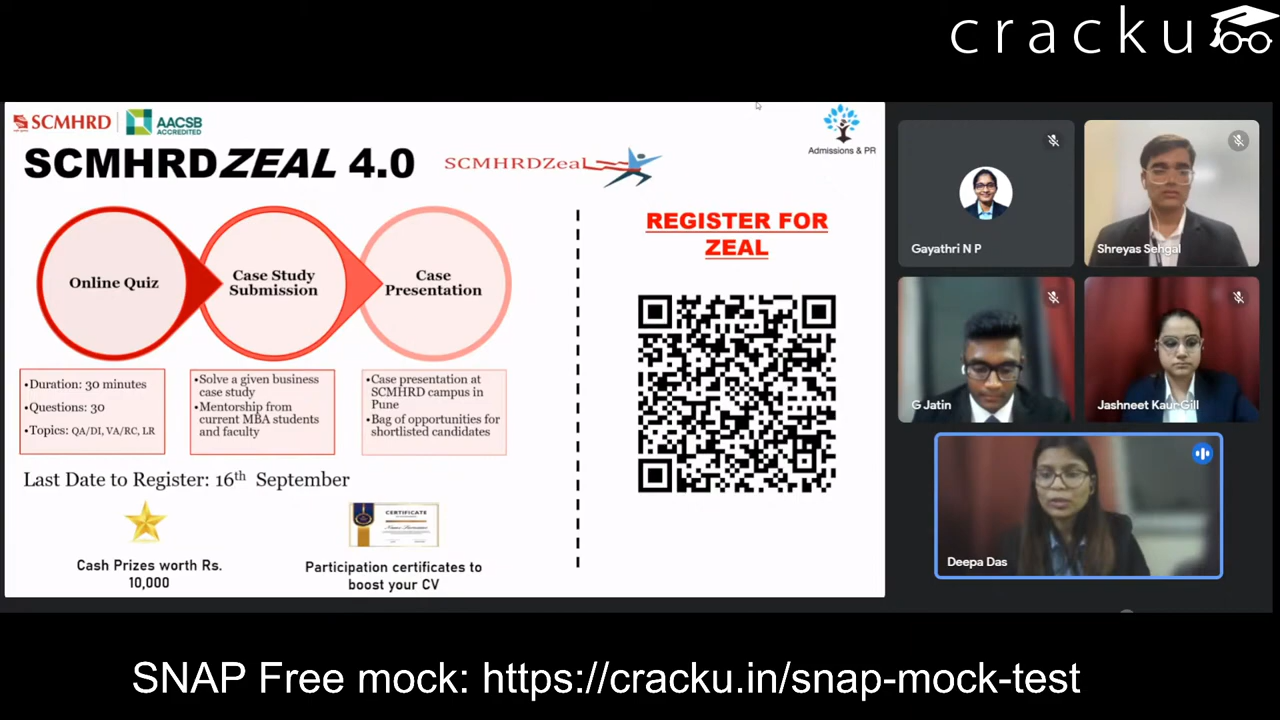 cracku
SCMHRD
AACSB
ACCREDITED
Admissions & PR
SCMHRDZEAL 4.0
SCMHRDZeaL
Online Quiz
Case Study
Submission
Case
Presentation
•Duration: 30 minutes
•Questions: 30
•Topics: QA/DI, VA/RC, LR
•Solve a given business
case study
•Mentorship from
current MBA students
and faculty
•Case presentation at
SCMHRD campus in
Pune
•Bag of opportunities for
shortlisted candidates
Last Date to Register: 16th September
CERTIFICATE
Cash Prizes worth Rs.
10,000
Participation certificates to
boost your CV
REGISTER FOR
ZEAL
Gayathri N P
Shreyas Sehgal
G Jatin
Jashneet Kaur Gill
Deepa Das
SNAP Free mock: https://cracku.in/snap-mock-test